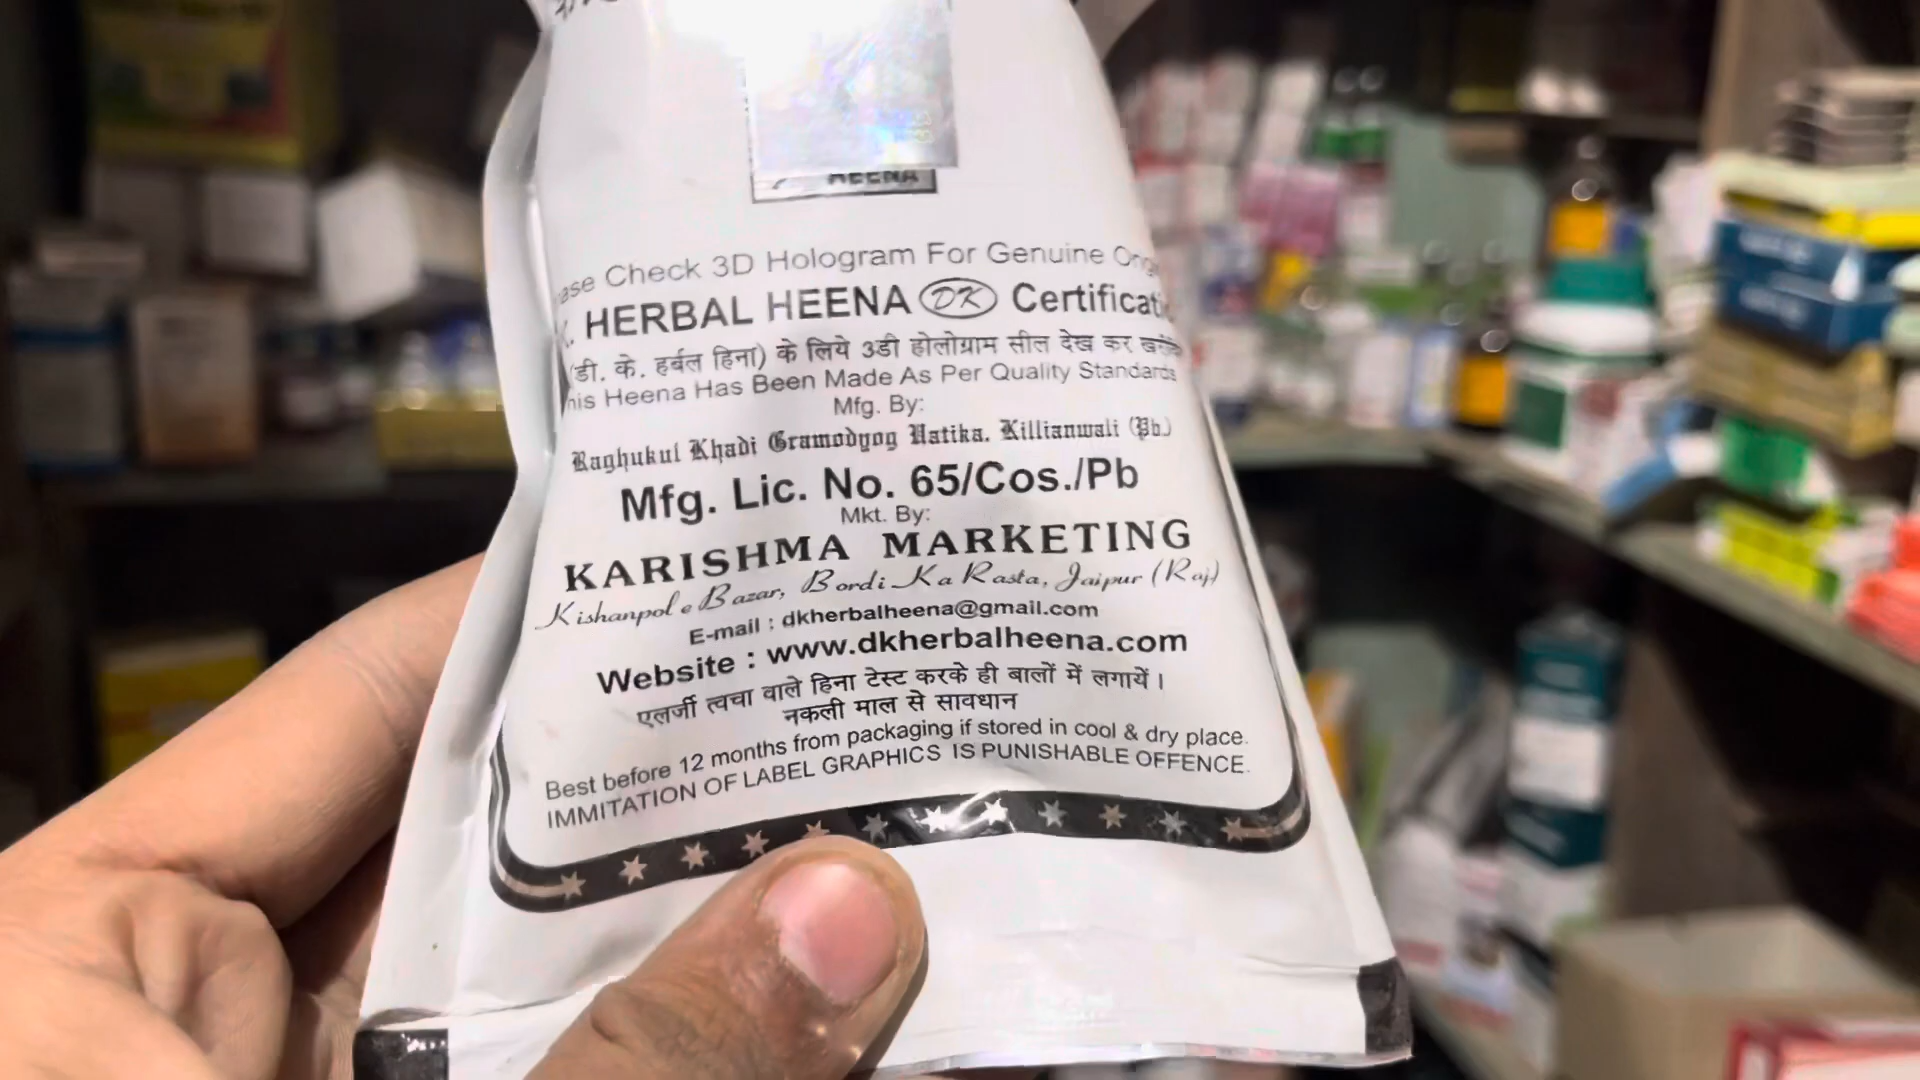 HEENA
Check 3D Hologram For Genuine
HERBAL HEENA DK
(डी. के. हर्बल हिना) के लिये 3डी होलोग्राम सील देख कर
Heena Has Been Made As Per Quality Standards
Mfg. By:
Raghukul Khadi Gramodyog Vatika. Killianwali (Pb.)
Mfg. Lic. No. 65/Cos./Pb
Mkt. By:
KARISHMA MARKETING
Kishanpole Bazar, Bordi Ka Rasta, Jaipur (Raj)
E-mail : dkherbalheena@gmail.com
Website : www.dkherbalheena.com
एलर्जी त्वचा वाले हिना टेस्ट करके ही बालों में लगायें।
नकली माल से सावधान
Best before 12 months from packaging if stored in cool & dry place.
IMMITATION OF LABEL GRAPHICS IS PUNISHABLE OFFENCE.